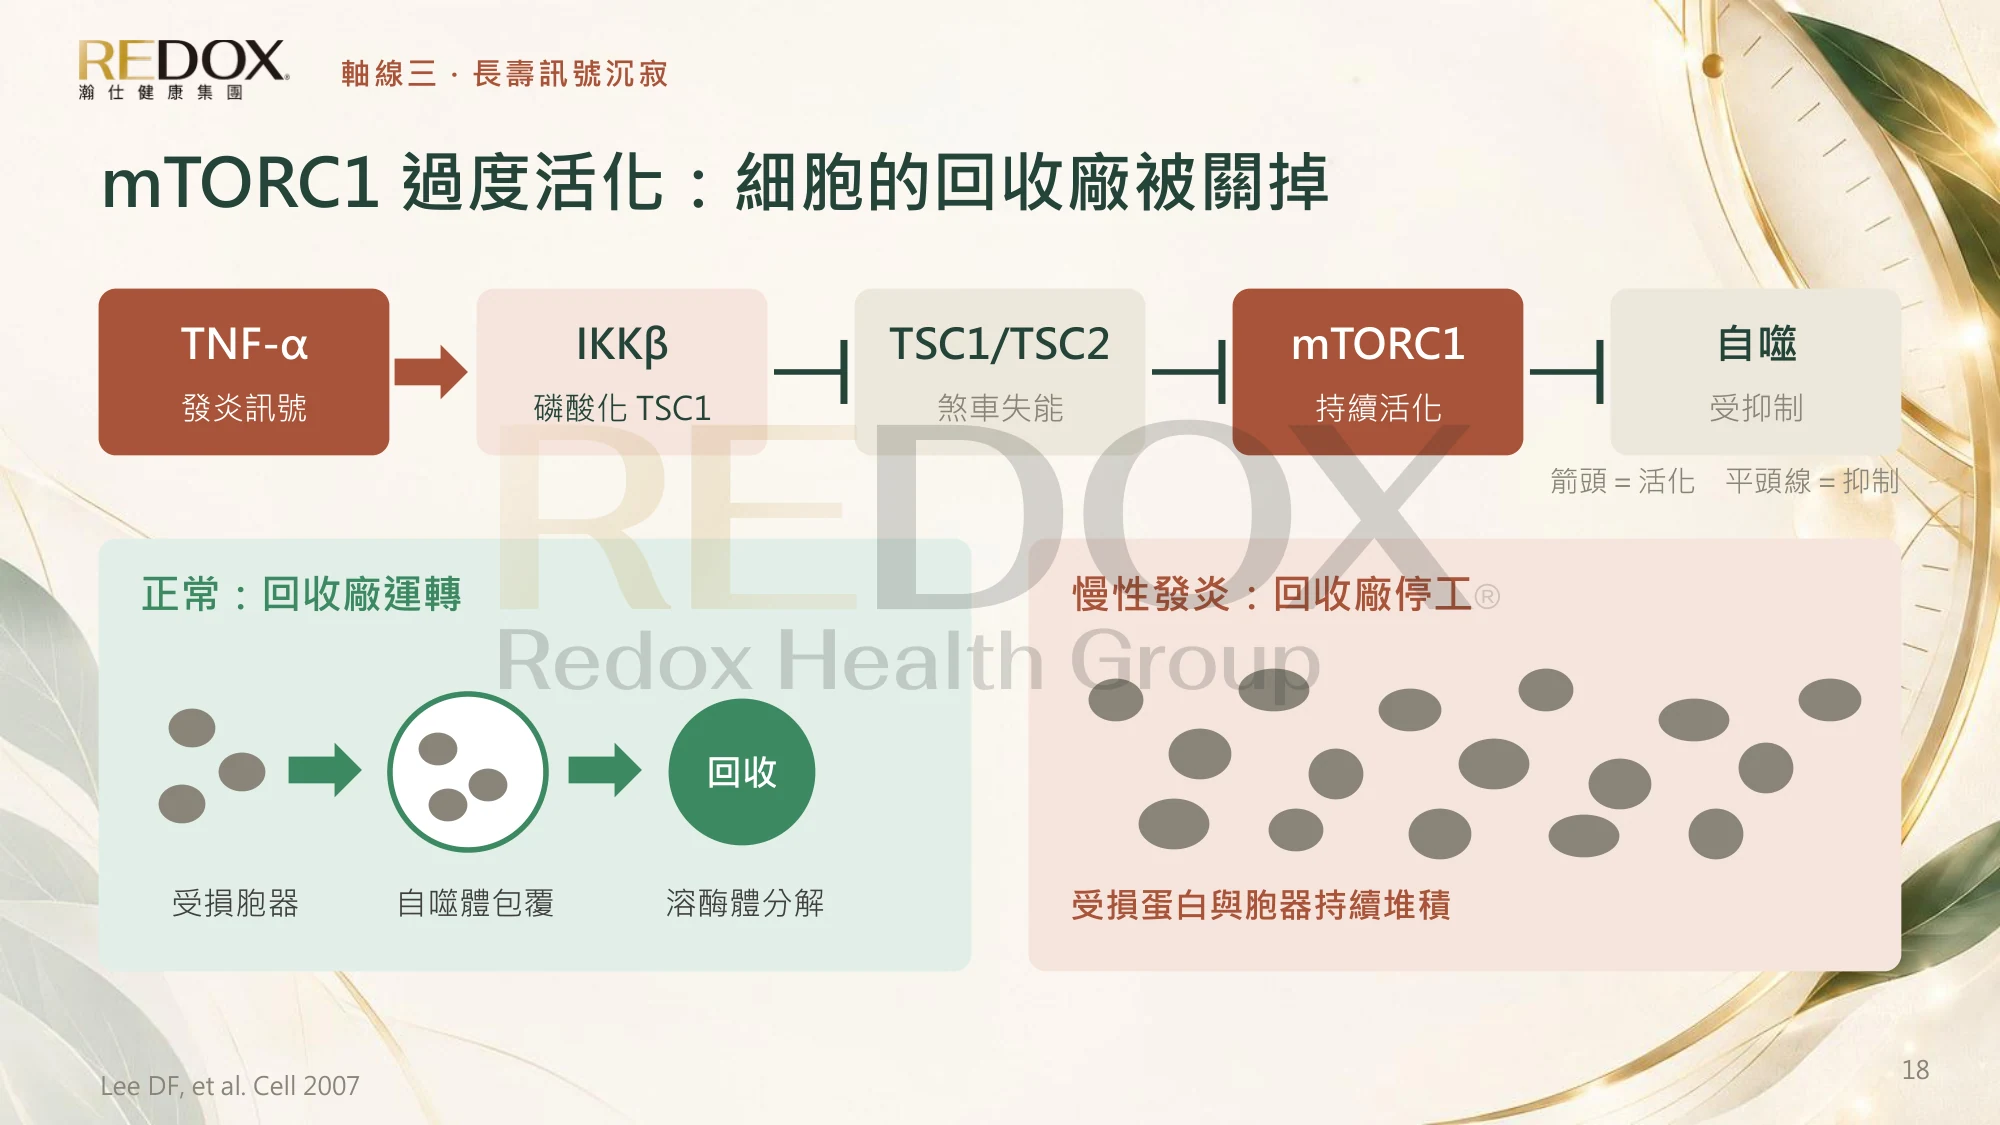 REDOX®
瀚仕健康集團
軸線三·長壽訊號沉寂
mTORC1 過度活化：細胞的回收廠被關掉
TNF-α
發炎訊號
IKKβ
磷酸化 TSC1
TSC1/TSC2
煞車失能
mTORC1
持續活化
自噬
受抑制
箭頭＝活化　平頭線＝抑制
REDOX®
Redox Health Group
正常：回收廠運轉
回收
受損胞器
自噬體包覆
溶酶體分解
慢性發炎：回收廠停工
受損蛋白與胞器持續堆積
Lee DF, et al. Cell 2007
18